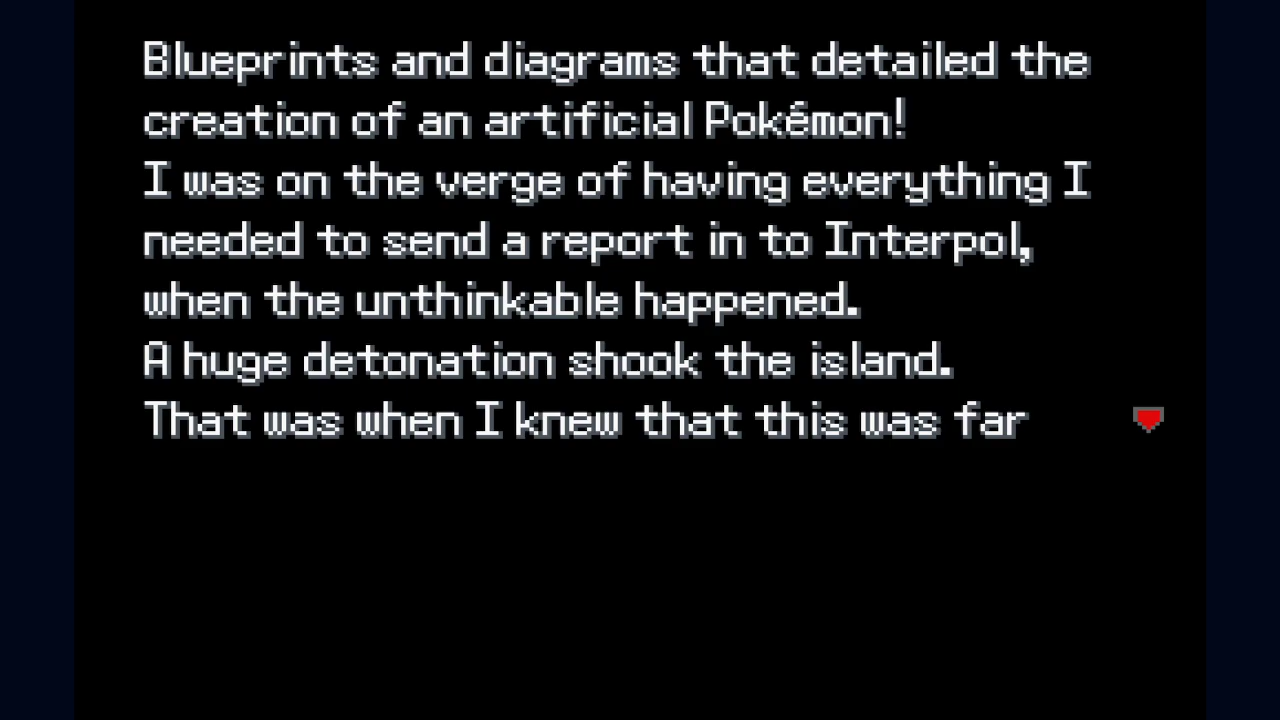 Blueprints and diagrams that detailed the
creation of an artificial Pokémon!
I was on the verge of having everything I
needed to send a report in to Interpol,
when the unthinkable happened.
A huge detonation shook the island.
That was when I knew that this was far